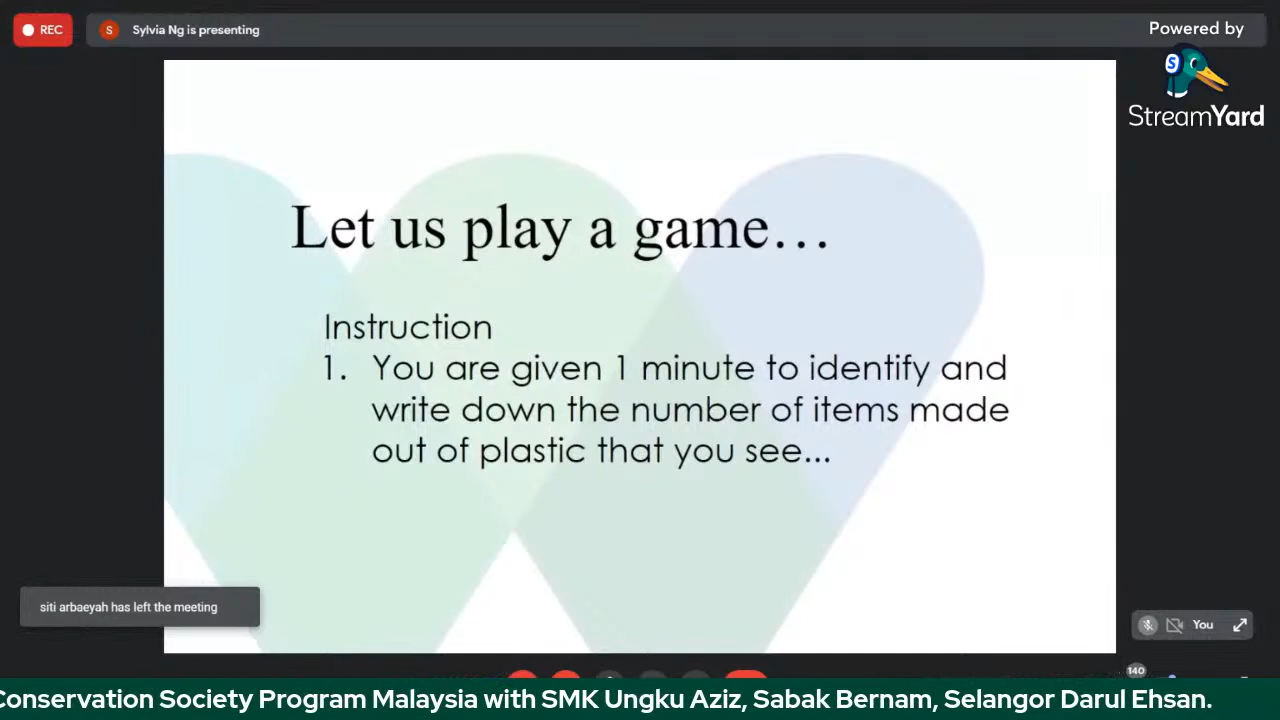 REC
S
Sylvia Ng is presenting
Powered by
S
StreamYard
Let us play a game…
Instruction
1. You are given 1 minute to identify and
write down the number of items made
out of plastic that you see...
siti arbaeyah has left the meeting
You
140
Conservation Society Program Malaysia with SMK Ungku Aziz, Sabak Bernam, Selangor Darul Ehsan.